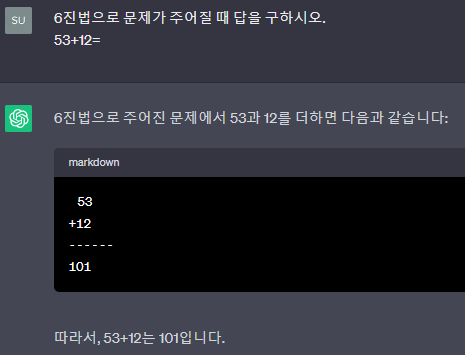 SU
6진법으로 문제가 주어질 때 답을 구하시오.
53+12=
6진법으로 주어진 문제에서 53과 12를 더하면 다음과 같습니다:
markdown
53
+12
------
101
따라서, 53+12는 101입니다.